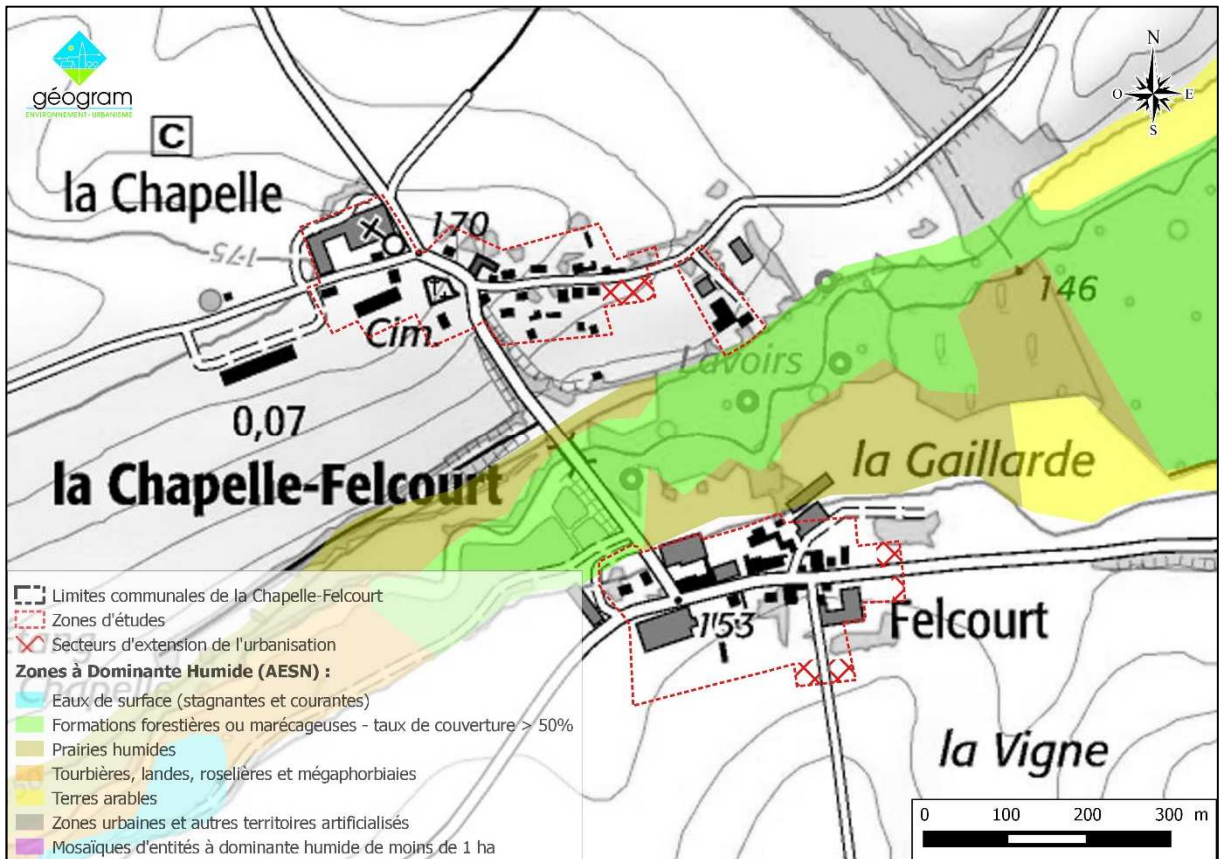 géogram
ENVIRONNEMENT - URBANISME
N
O E
S
C
la Chapelle
170
175
Cim.
146
Lavoirs
0,07
la Chapelle-Felcourt
la Gaillarde
153
Felcourt
la Vigne
Limites communales de la Chapelle-Felcourt
Zones d'études
Secteurs d'extension de l'urbanisation
Zones à Dominante Humide (AESN) :
Eaux de surface (stagnantes et courantes)
Formations forestières ou marécageuses - taux de couverture > 50%
Prairies humides
Tourbières, landes, roselières et mégaphorbiaies
Terres arables
Zones urbaines et autres territoires artificialisés
Mosaïques d'entités à dominante humide de moins de 1 ha
0 100 200 300 m